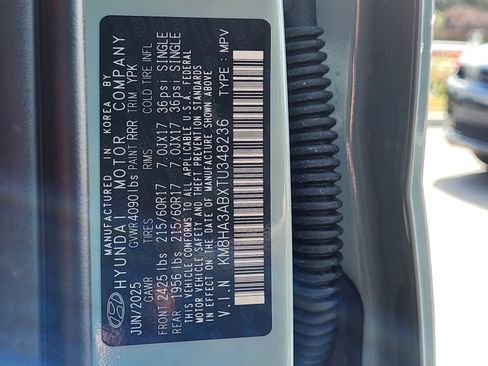 MANUFACTURED IN KOREA BY
HYUNDAI MOTOR COMPANY
JUN/2025 GVWR 4090 lbs PAINT RRR TRIM YPK
GAWR TIRES RIMS COLD TIRE INFL
FRONT 2425 lbs 215/60R17 7.0JX17 36psi SINGLE
REAR 1956 lbs 215/60R17 7.0JX17 36psi SINGLE
THIS VEHICLE CONFORMS TO ALL APPLICABLE U.S.A. FEDERAL
MOTOR VEHICLE SAFETY AND THEFT PREVENTION STANDARDS
IN EFFECT ON THE DATE OF MANUFACTURE SHOWN ABOVE.
V.I.N KM8HA3ABXTU348236 TYPE: MPV